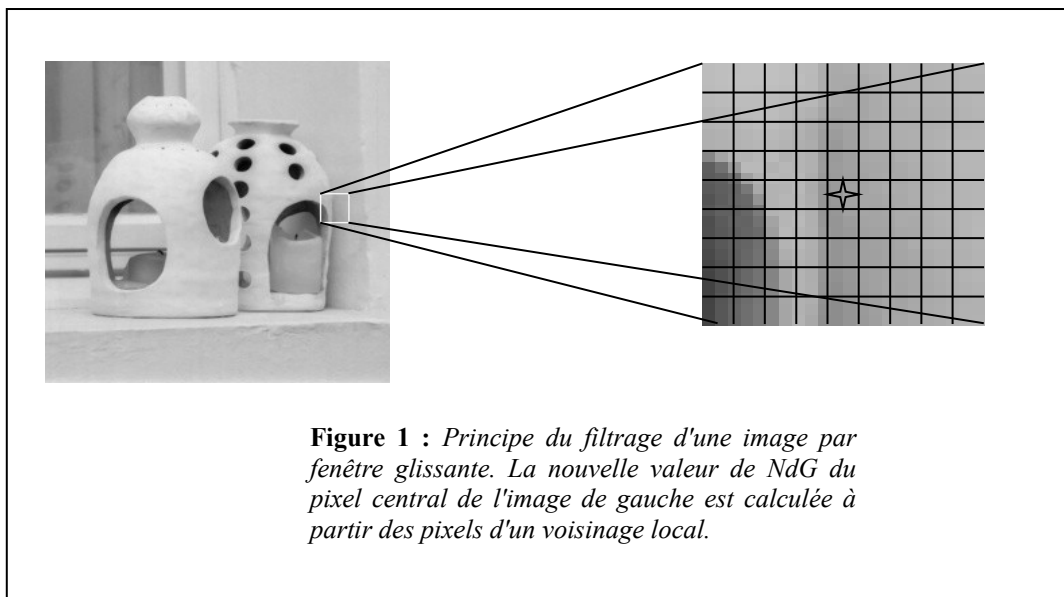 Figure 1 : Principe du filtrage d'une image par
fenêtre glissante. La nouvelle valeur de NdG du
pixel central de l'image de gauche est calculée à
partir des pixels d'un voisinage local.